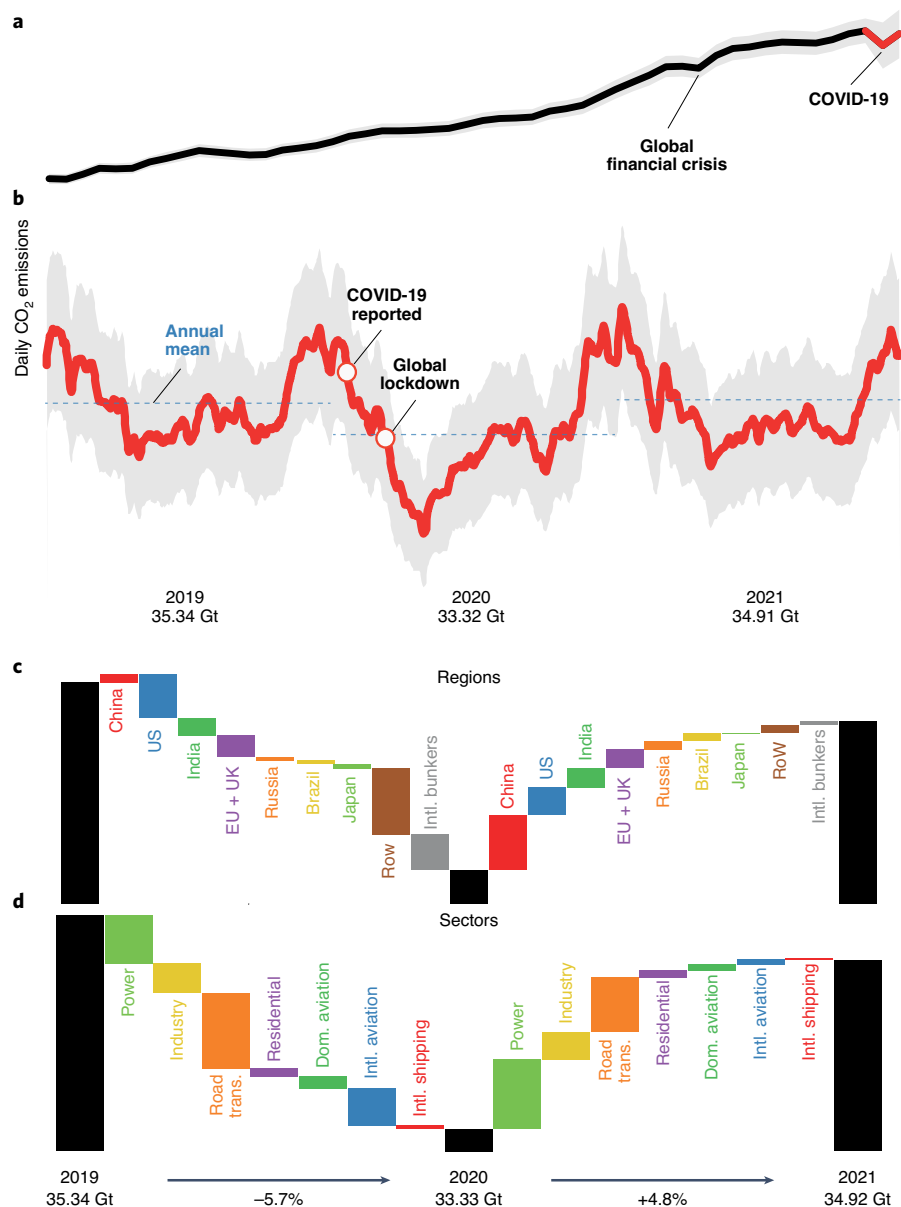 a
COVID-19
Global
financial crisis
b
Daily CO2 emissions
COVID-19
reported
Annual
mean
Global
lockdown
2019
35.34 Gt
2020
33.32 Gt
2021
34.91 Gt
c
Regions
China
US
India
EU + UK
Russia
Brazil
Japan
Row
Intl. bunkers
China
US
India
EU + UK
Russia
Brazil
Japan
RoW
Intl. bunkers
d
Sectors
Power
Industry
Road
trans.
Residential
Dom. aviation
Intl. aviation
Intl. shipping
Power
Industry
Road
trans.
Residential
Dom. aviation
Intl. aviation
Intl. shipping
2019
35.34 Gt
–5.7%
2020
33.33 Gt
+4.8%
2021
34.92 Gt